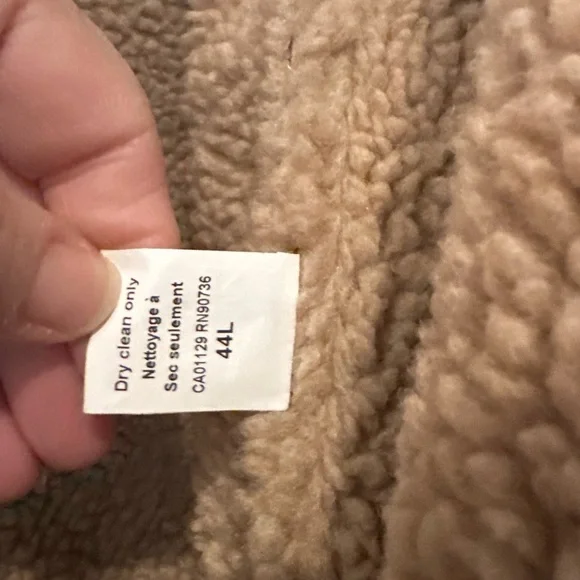 Dry clean only
Nettoyage à
Sec seulement
CA01129 RN90736
44L